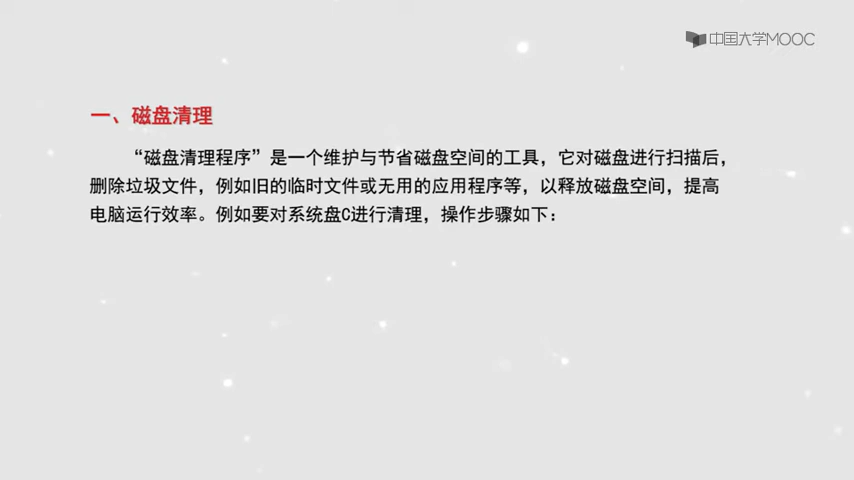 中国大学MOOC
一、磁盘清理
“磁盘清理程序”是一个维护与节省磁盘空间的工具，它对磁盘进行扫描后，
删除垃圾文件，例如旧的临时文件或无用的应用程序等，以释放磁盘空间，提高
电脑运行效率。例如要对系统盘C进行清理，操作步骤如下：